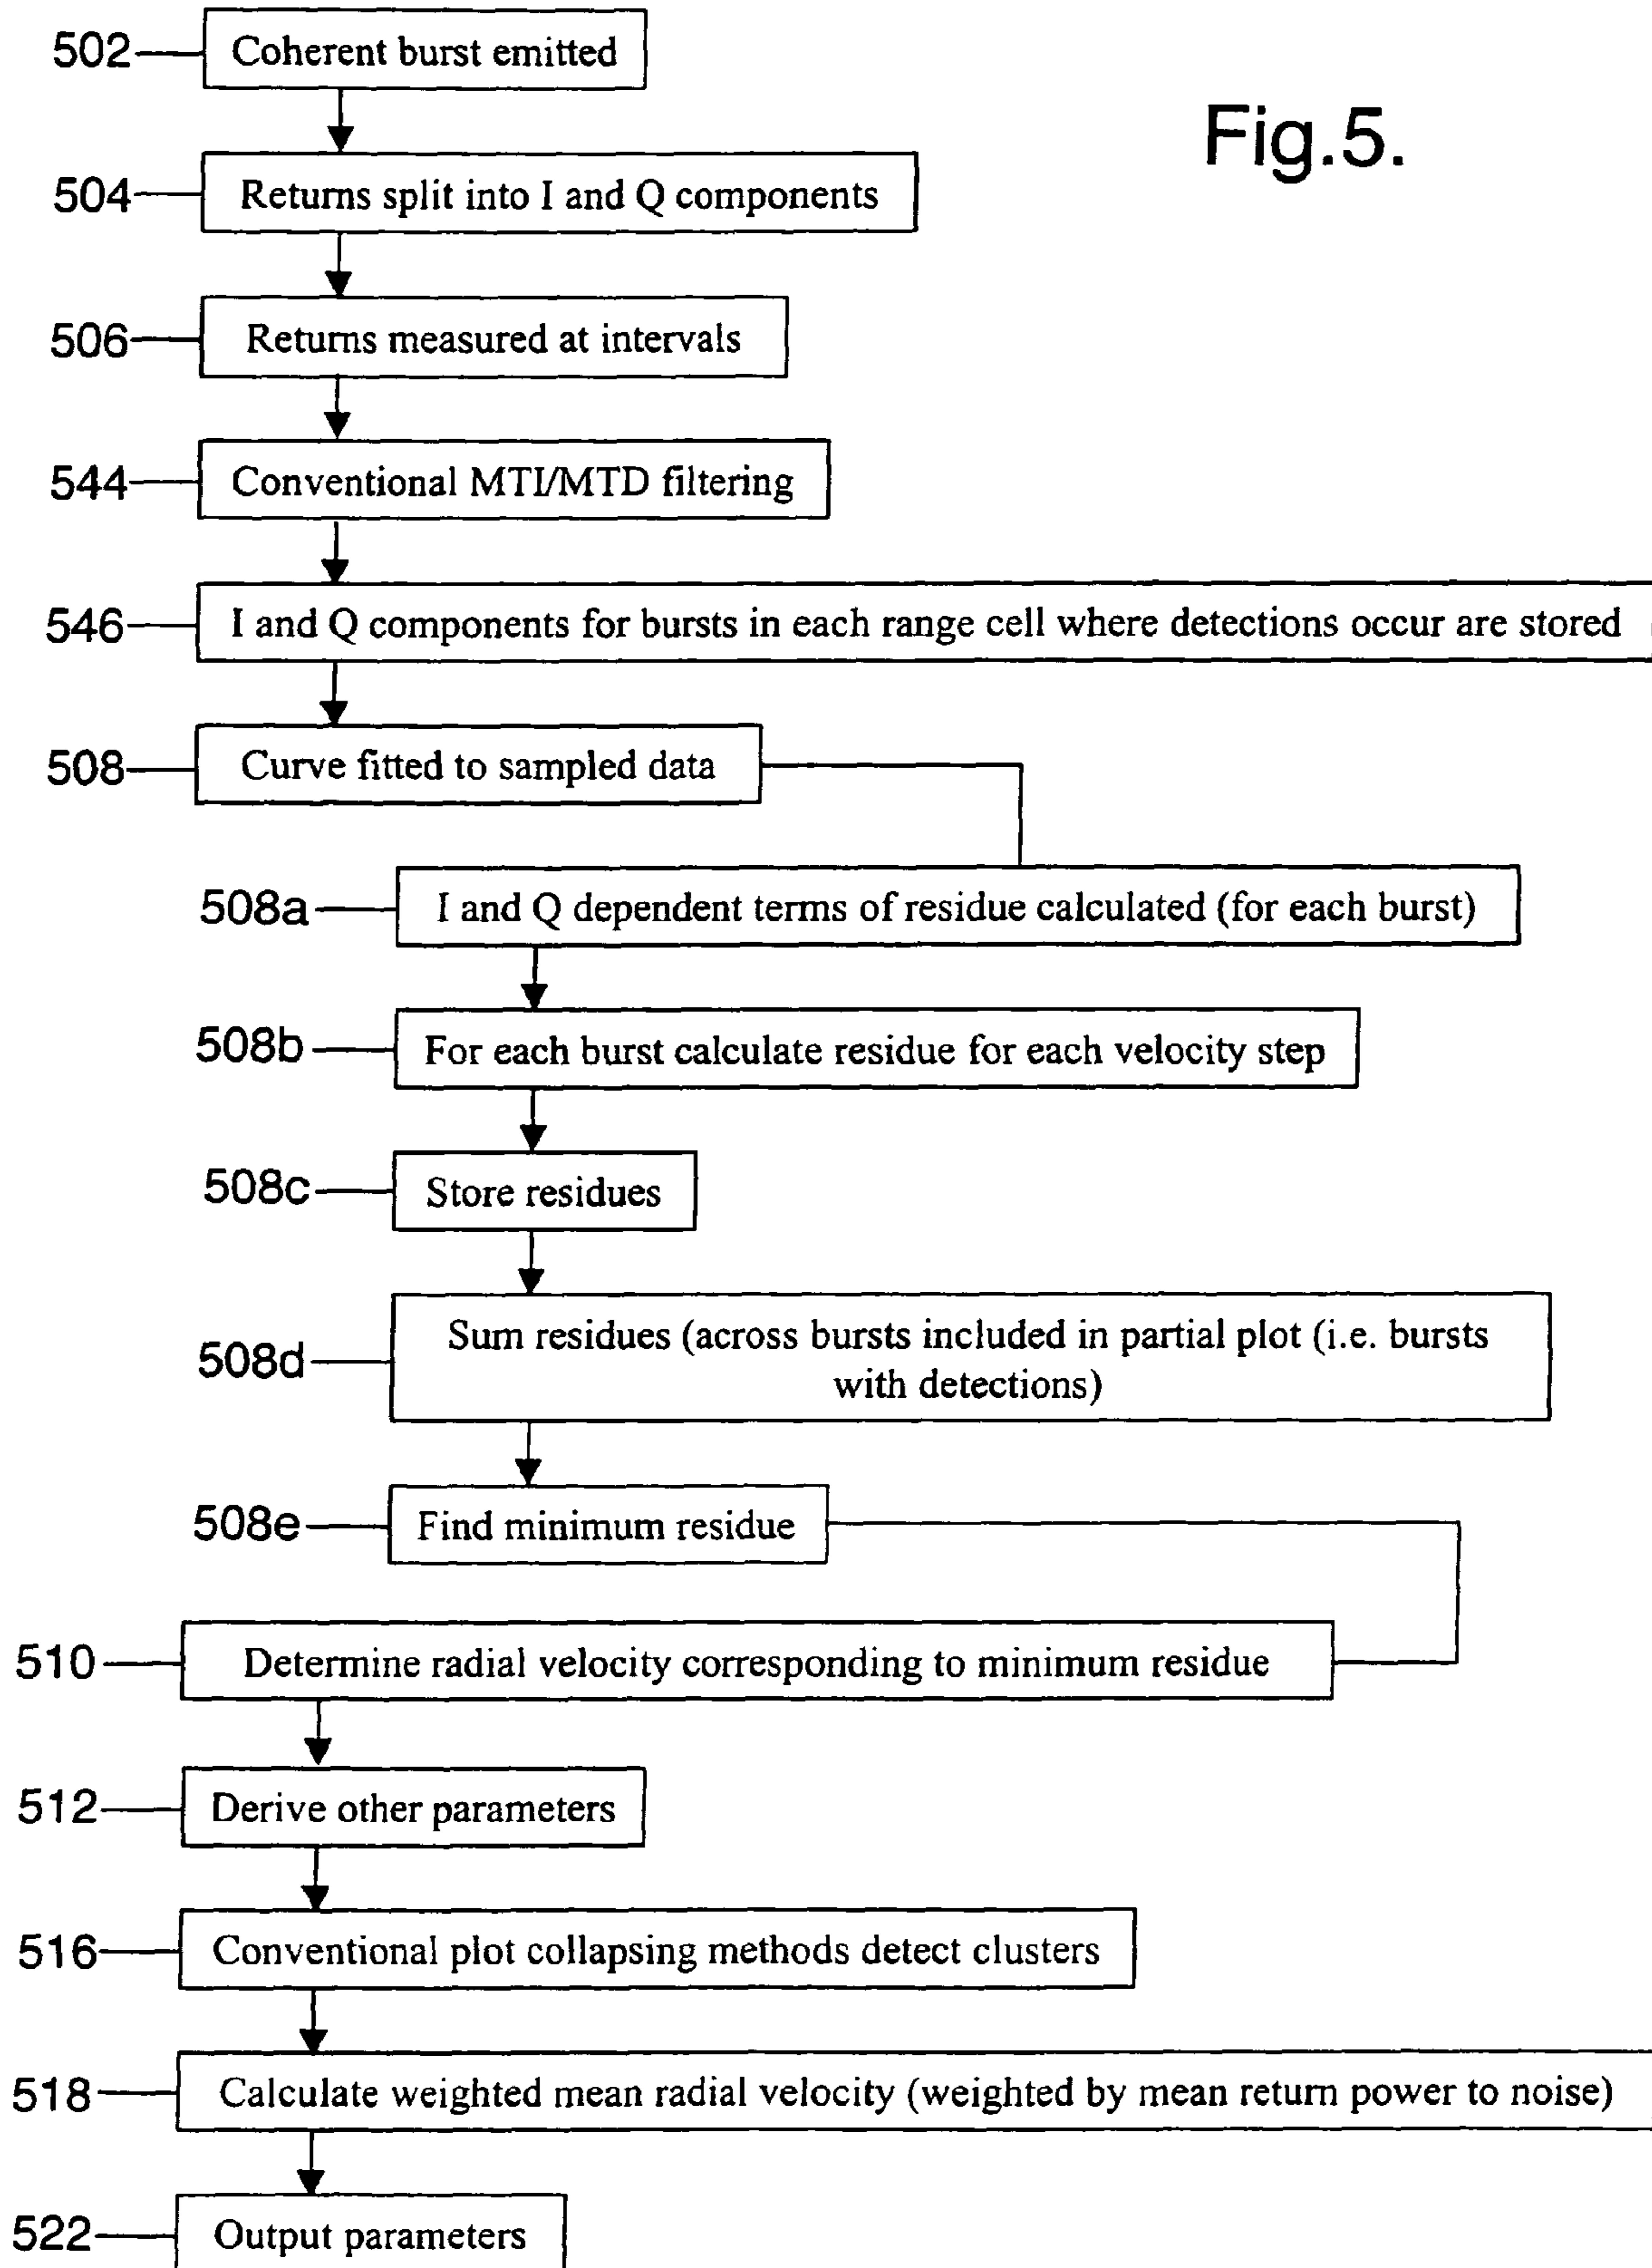 502 Coherent burst emitted
Fig.5.
504 Returns split into I and Q components
506 Returns measured at intervals
544 Conventional MTI/MTD filtering
546 I and Q components for bursts in each range cell where detections occur are stored
508 Curve fitted to sampled data
508a I and Q dependent terms of residue calculated (for each burst)
508b For each burst calculate residue for each velocity step
508c Store residues
508d Sum residues (across bursts included in partial plot (i.e. bursts
with detections)
508e Find minimum residue
510 Determine radial velocity corresponding to minimum residue
512 Derive other parameters
516 Conventional plot collapsing methods detect clusters
518 Calculate weighted mean radial velocity (weighted by mean return power to noise)
522 Output parameters